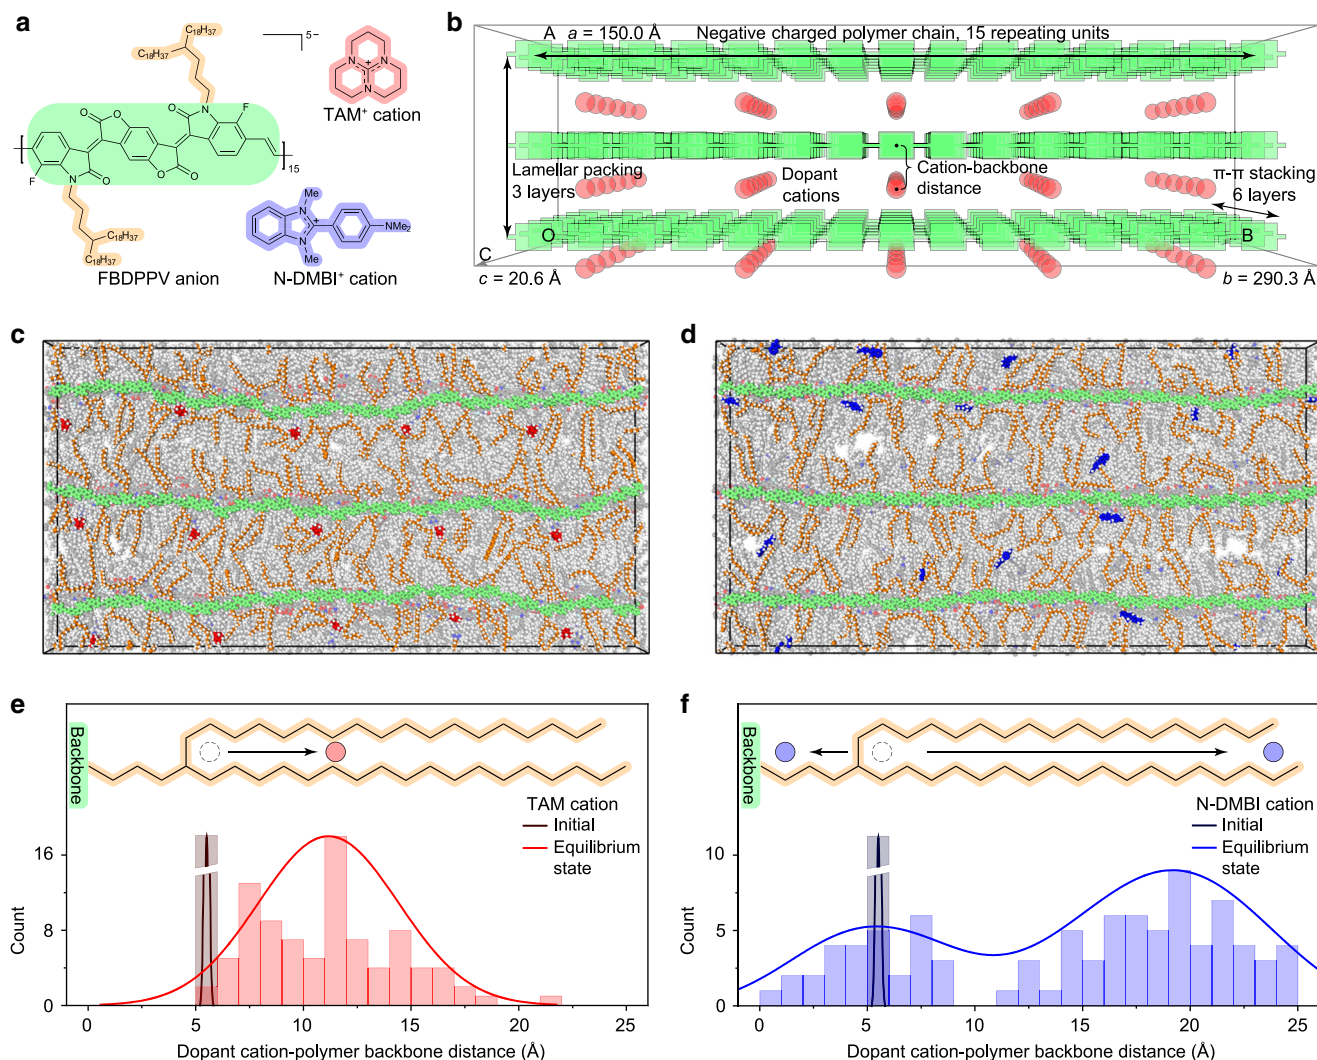 a
C18H37
C18H37
5−
N
N
N
+
TAM+ cation
O
O
O
N
F
15
F
N
O
O
O
C18H37
C18H37
FBDPPV anion
Me
N
+
N
Me
NMe2
N-DMBI+ cation
b
A
a = 150.0 Å
Negative charged polymer chain, 15 repeating units
Lamellar packing
3 layers
Dopant
cations
Cation-backbone
distance
π-π stacking
6 layers
O
B
C
c = 20.6 Å
b = 290.3 Å
c
d
e
Backbone
TAM cation
Initial
Equilibrium
state
16
8
0
Count
0
5
10
15
20
25
Dopant cation-polymer backbone distance (Å)
f
Backbone
N-DMBI cation
Initial
Equilibrium
state
10
5
0
Count
0
5
10
15
20
25
Dopant cation-polymer backbone distance (Å)